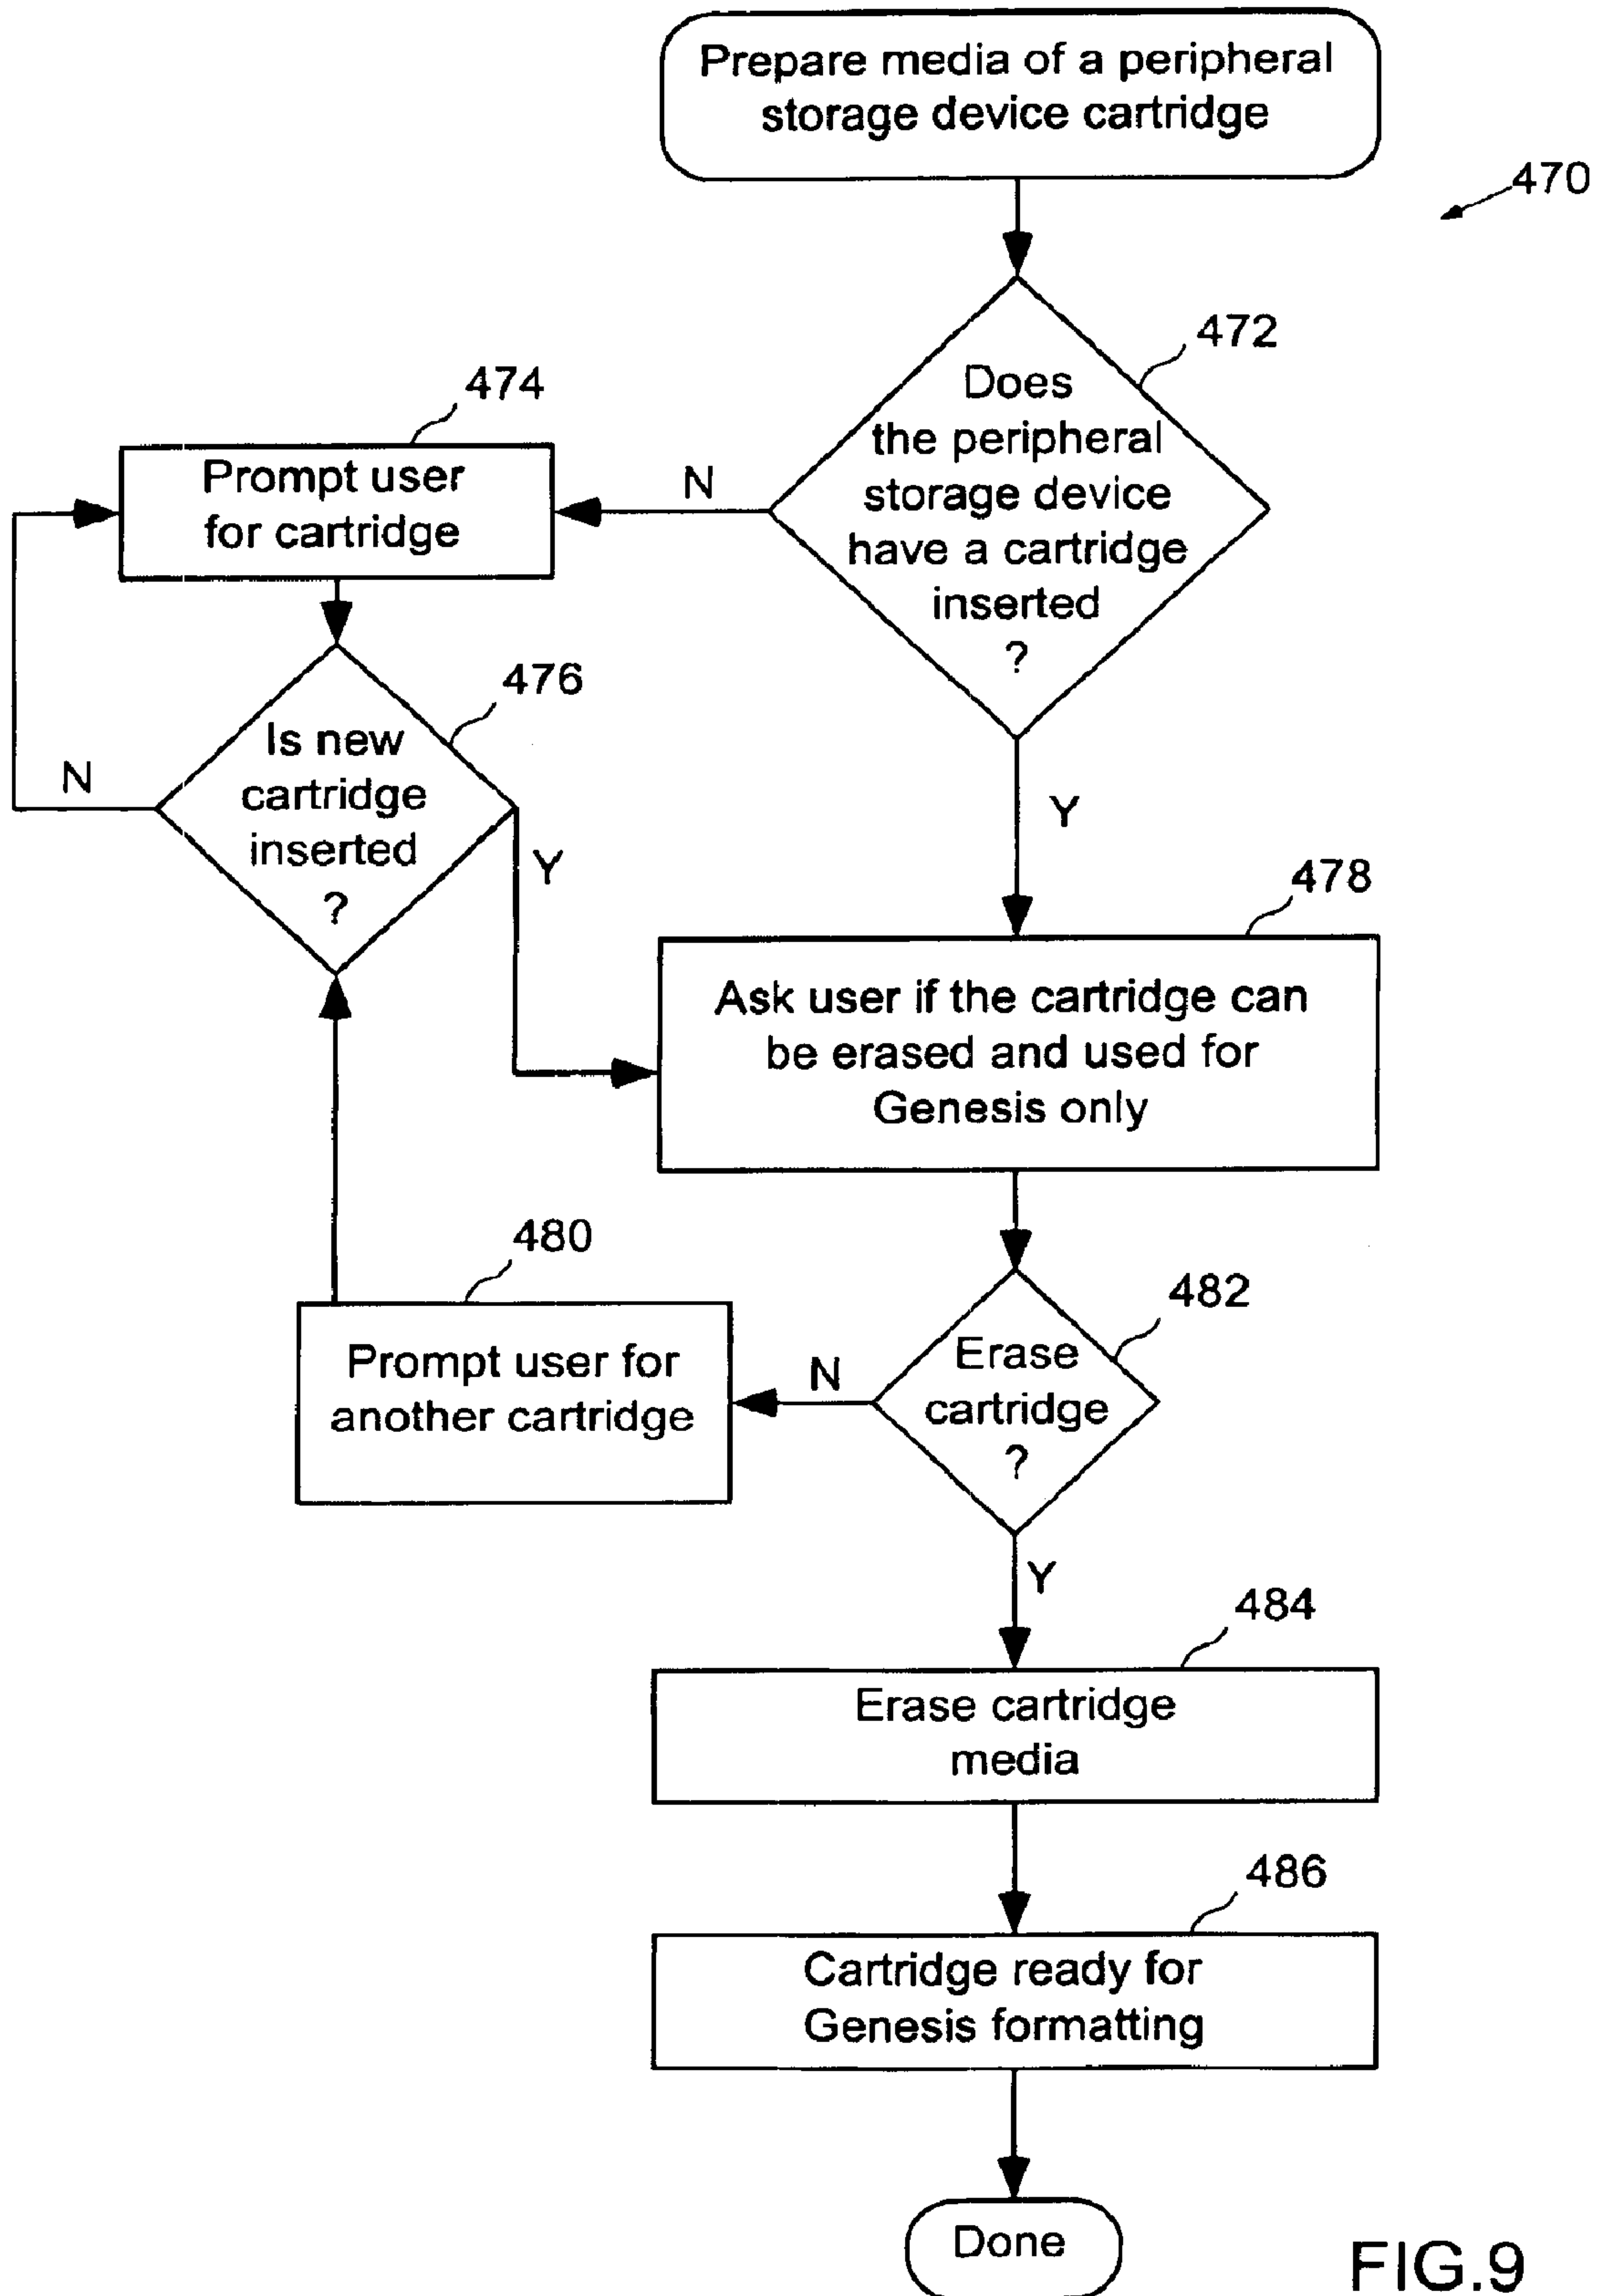 Prepare media of a peripheral
storage device cartridge
470
472
Does
the peripheral
storage device
have a cartridge
inserted
?
N
474
Prompt user
for cartridge
476
Is new
cartridge
inserted
?
N
Y
Y
478
Ask user if the cartridge can
be erased and used for
Genesis only
480
Prompt user for
another cartridge
482
Erase
cartridge
?
N
Y
484
Erase cartridge
media
486
Cartridge ready for
Genesis formatting
Done
FIG.9